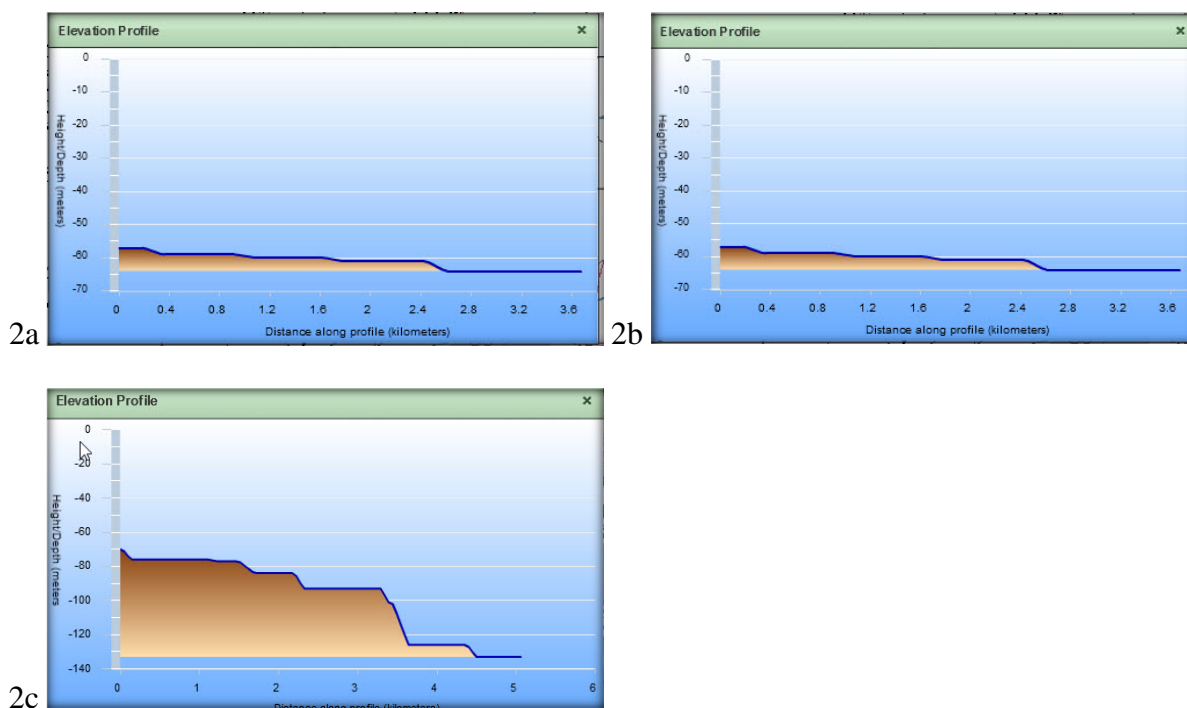 Elevation Profile ×
Height/Depth (meters)
0
-10
-20
-30
-40
-50
-60
-70
0 0.4 0.8 1.2 1.6 2 2.4 2.8 3.2 3.6
Distance along profile (kilometers)
2a
Elevation Profile ×
Height/Depth (meters)
0
-10
-20
-30
-40
-50
-60
-70
0 0.4 0.8 1.2 1.6 2 2.4 2.8 3.2 3.6
Distance along profile (kilometers)
2b
Elevation Profile ×
Height/Depth (meters
0
-20
-40
-60
-80
-100
-120
-140
0 1 2 3 4 5 6
Distance along profile (kilometers)
2c